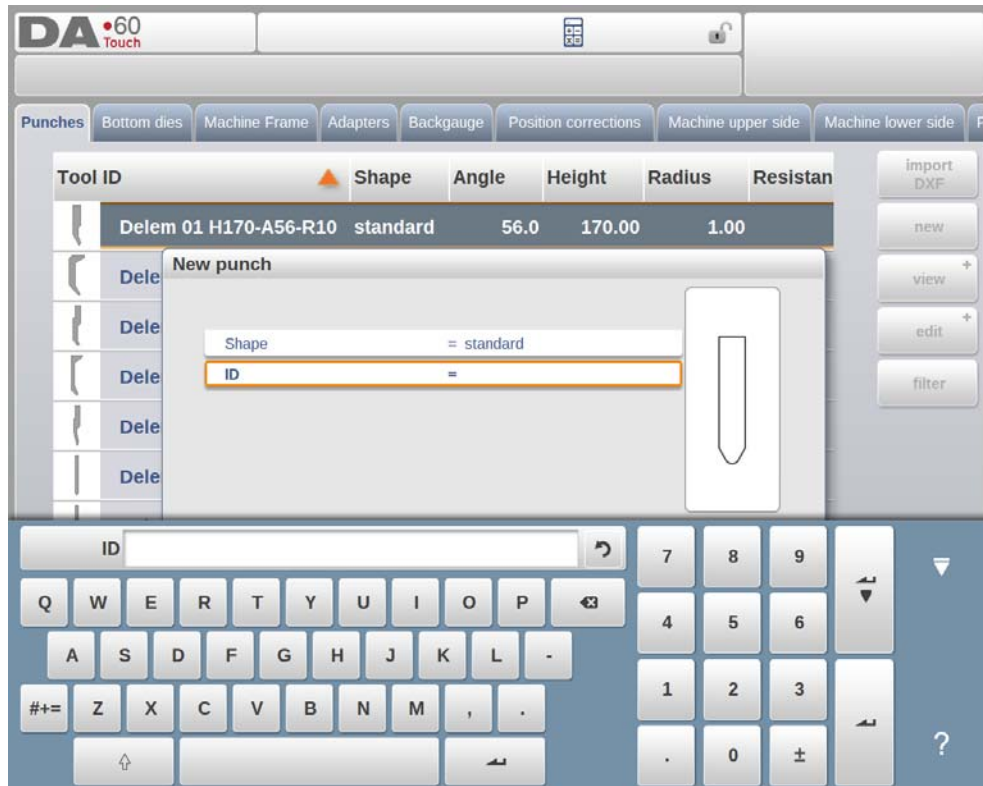 DA•60
Touch
Punches Bottom dies Machine Frame Adapters Backgauge Position corrections Machine upper side Machine lower side
Tool ID Shape Angle Height Radius Resistan
Delem 01 H170-A56-R10 standard 56.0 170.00 1.00
Dele
Dele
Dele
Dele
Dele
New punch
Shape = standard
ID =
import
DXF
new
view +
edit +
filter
ID
Q W E R T Y U I O P
A S D F G H J K L -
#+= Z X C V B N M , .
7 8 9
4 5 6
1 2 3
. 0 ±
?